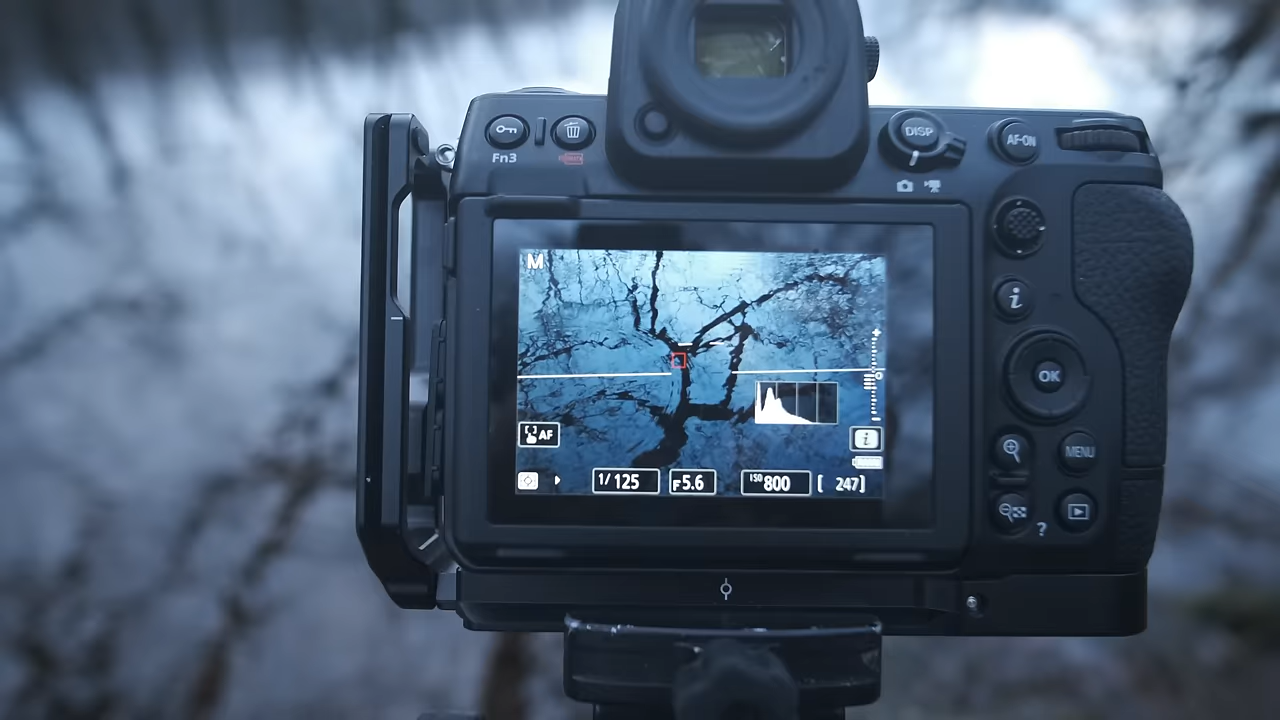 DISP
AF-ON
Fn3
M
i
OK
AF
i
MENU
1/125
F5.6
ISO 800
[ 247]
?